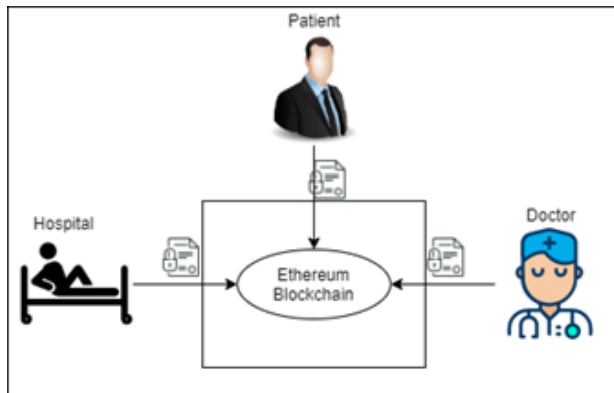 Patient
Hospital
Doctor
Ethereum
Blockchain